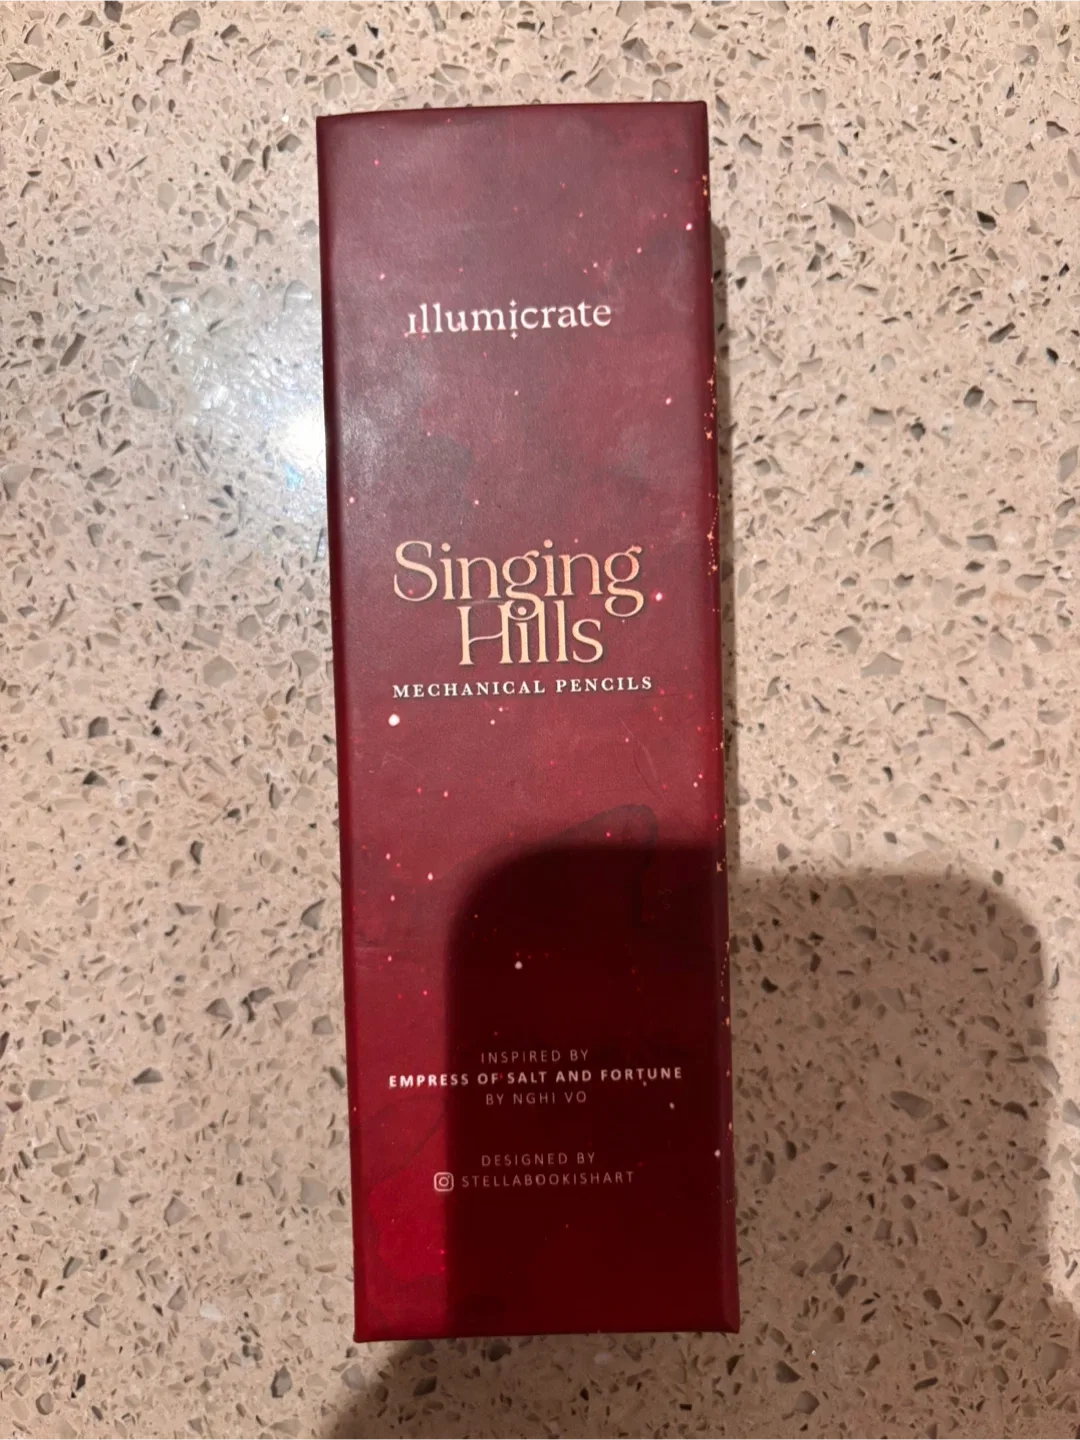 illumicrate
Singing
Hills
MECHANICAL PENCILS
INSPIRED BY
EMPRESS OF SALT AND FORTUNE
BY NGHI VO
DESIGNED BY
STELLABOOKISHART